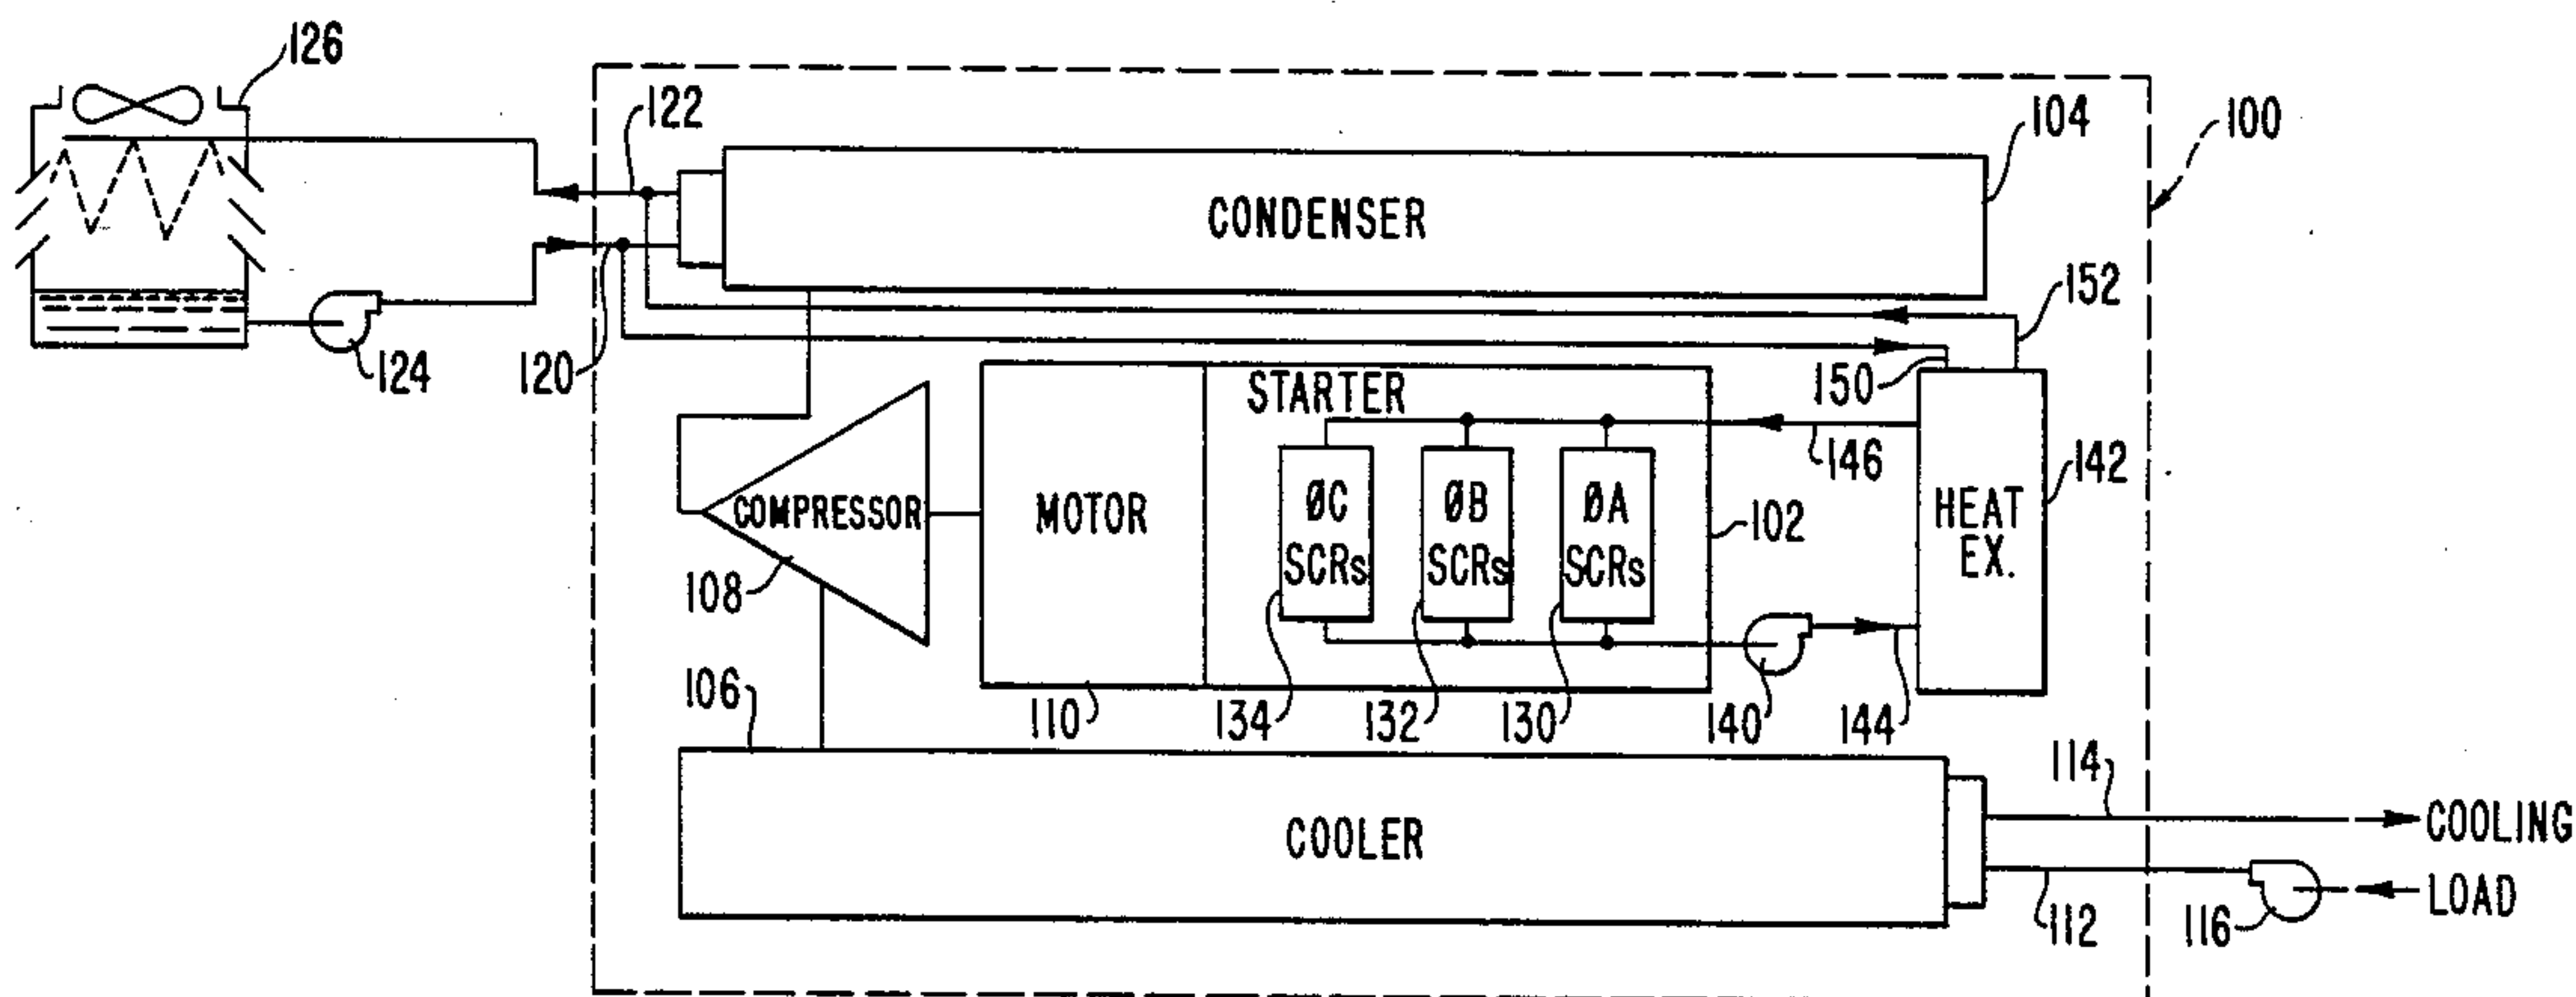 126
122
104
100
CONDENSER
152
124
120
150
STARTER
146
142
COMPRESSOR
MOTOR
ØC
SCRs
ØB
SCRs
ØA
SCRs
102
HEAT
EX.
108
106
110
134
132
130
140
144
114
COOLER
COOLING
LOAD
112
116